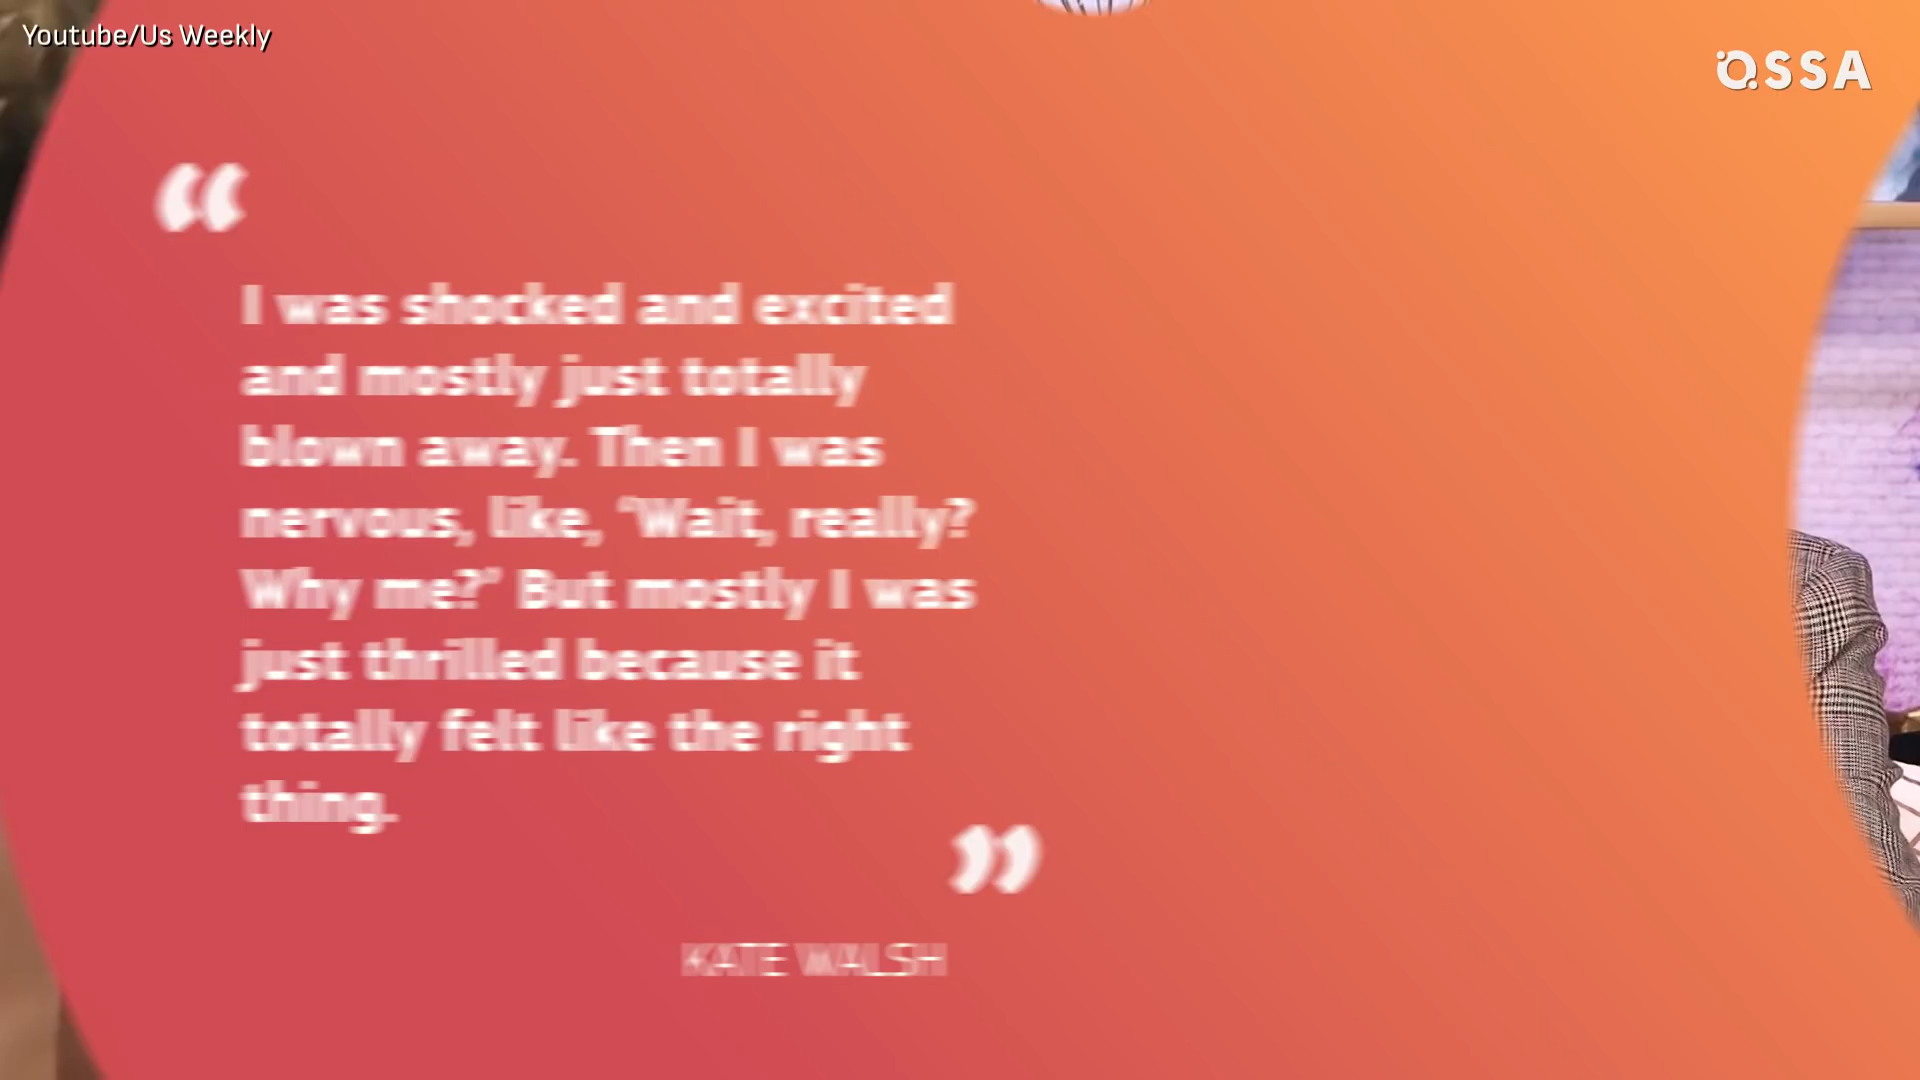 Youtube/Us Weekly
OSSA
“
I was shocked and excited
and mostly just totally
blown away. Then I was
nervous, like, ‘Wait, really?
Why me?’ But mostly I was
just thrilled because it
totally felt like the right
thing.
”
KATE WALSH